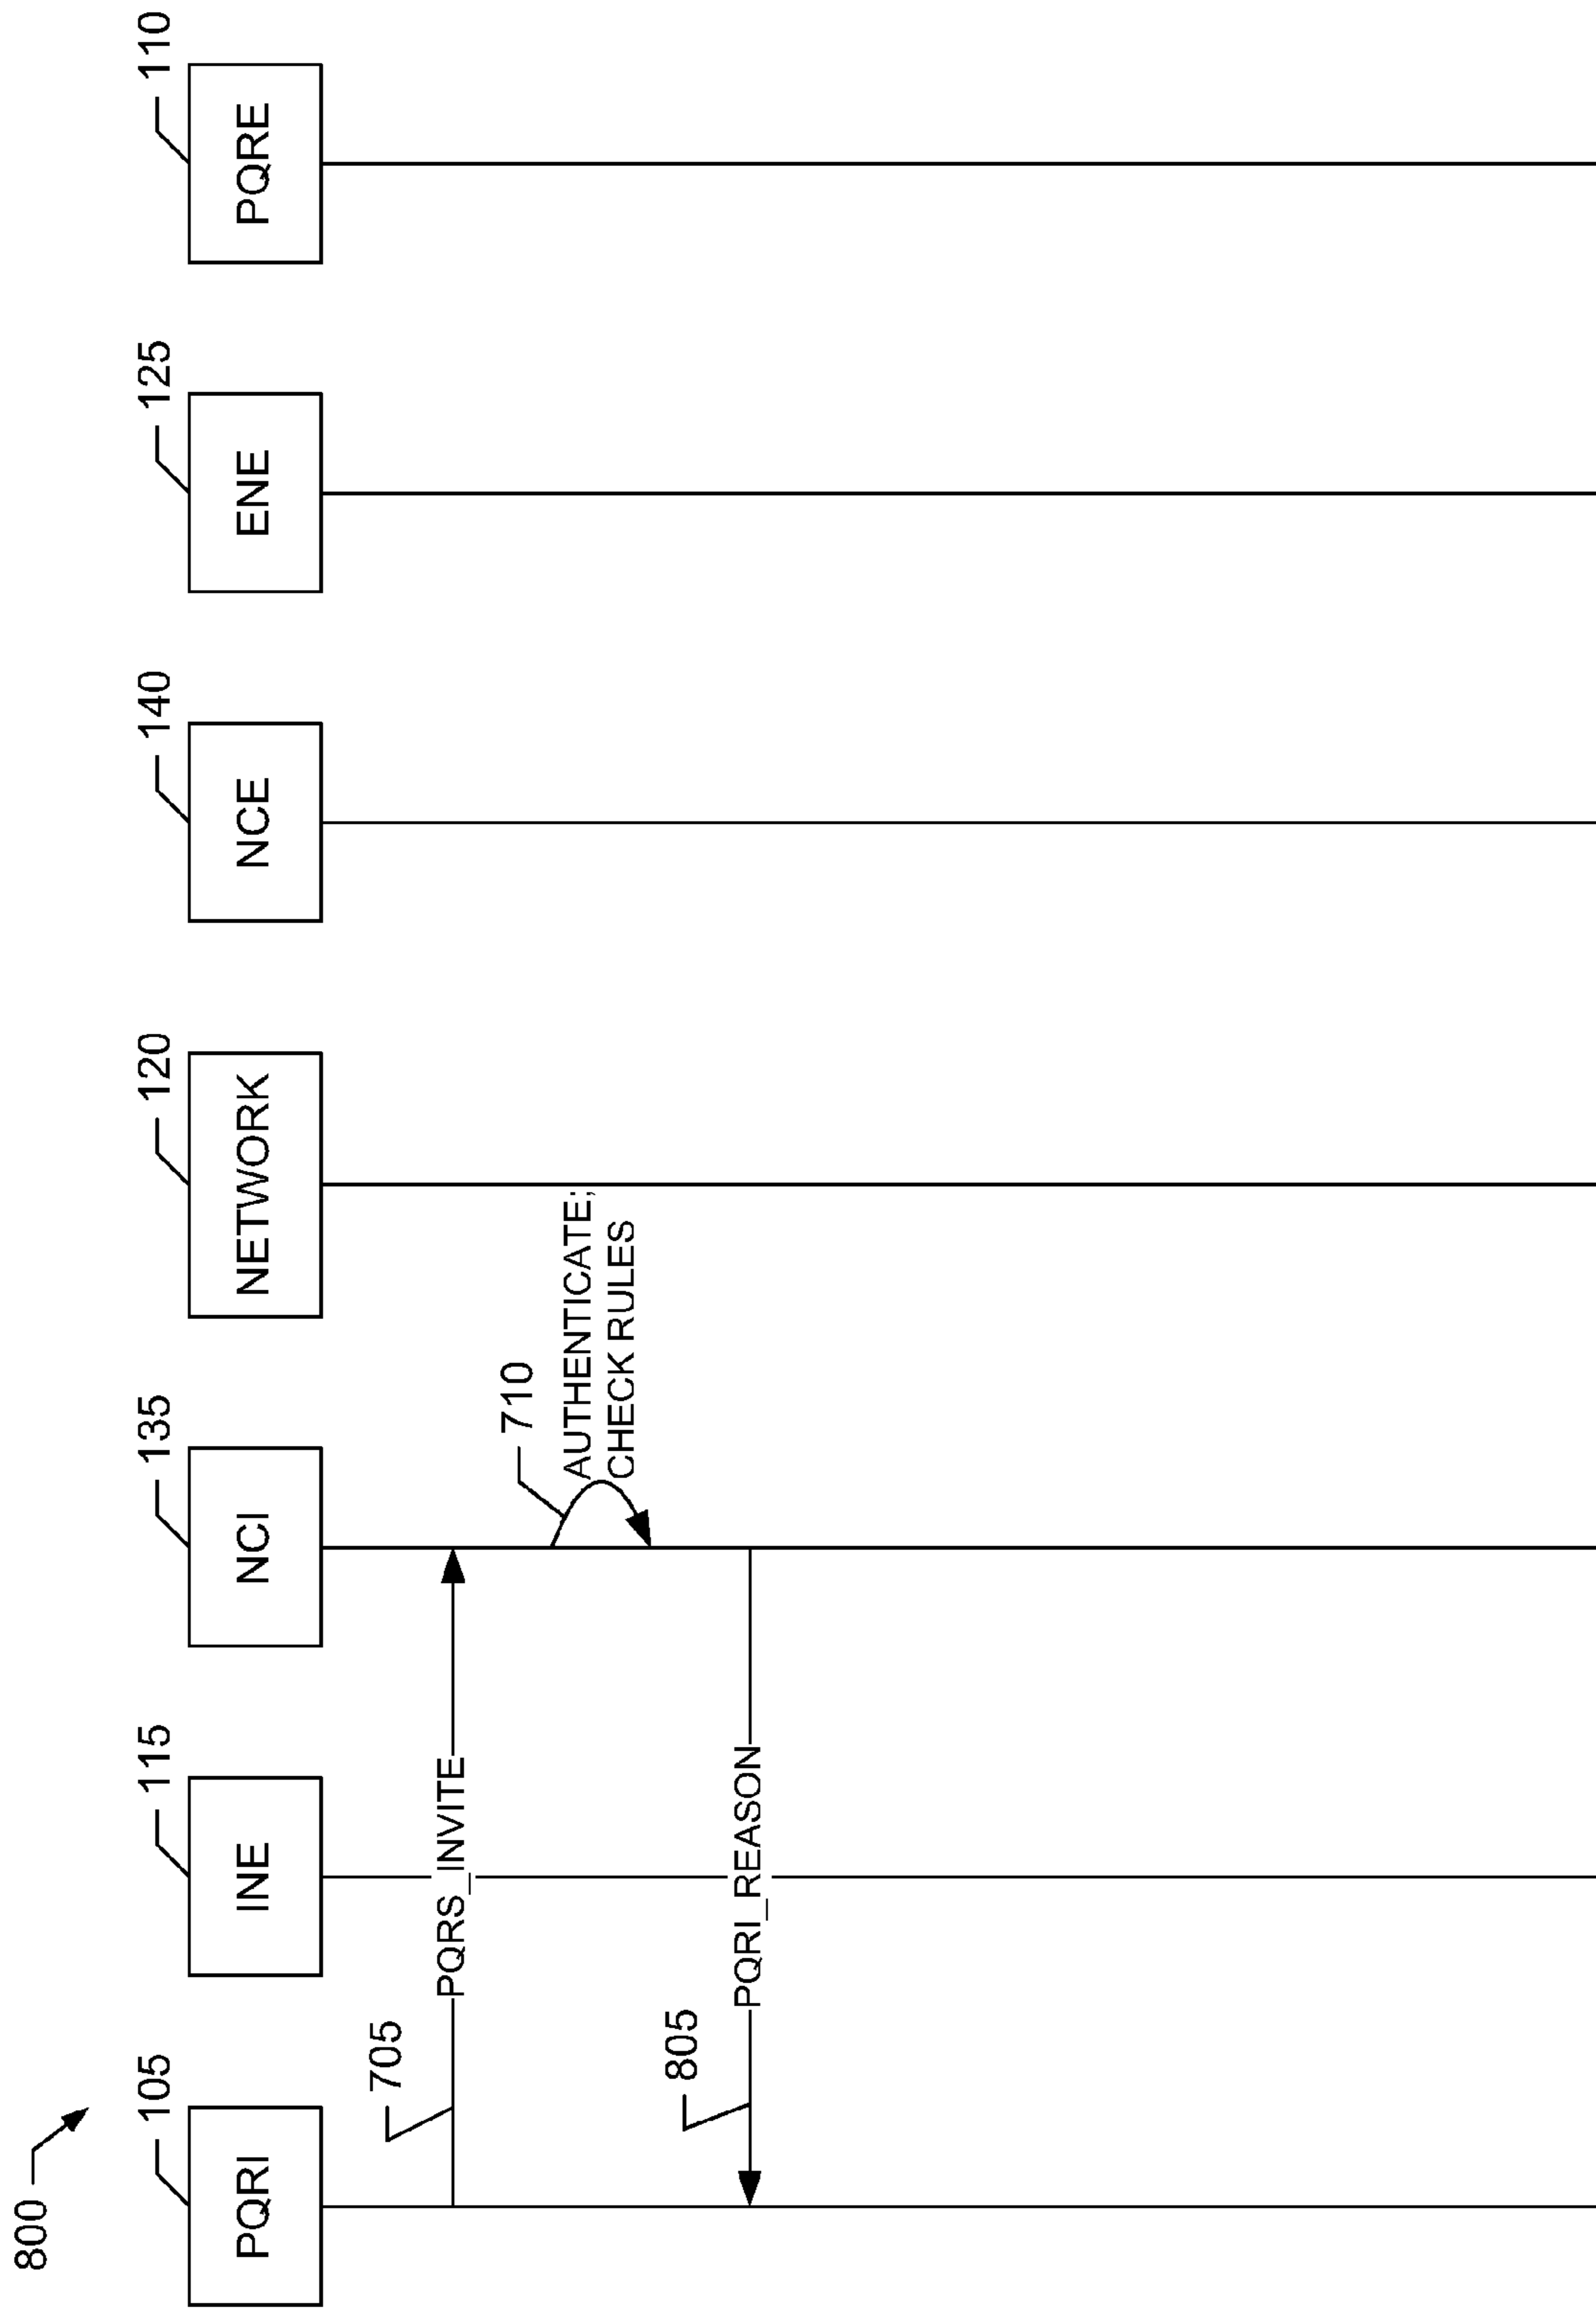 800
105
115
135
120
140
125
110
PQRI
INE
NCI
NETWORK
NCE
ENE
PQRE
705
PQRS_INVITE
710
AUTHENTICATE;
CHECK RULES
805
PQRI_REASON